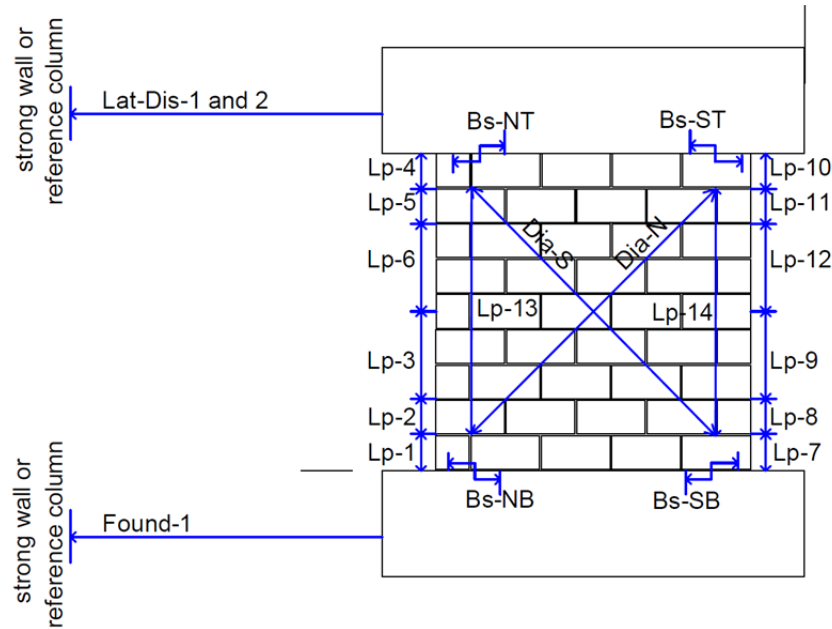 strong wall or
reference column
Lat-Dis-1 and 2
Bs-NT
Bs-ST
Lp-4
Lp-10
Lp-5
Lp-11
Dia-S
Dia-N
Lp-6
Lp-12
Lp-13
Lp-14
Lp-3
Lp-9
Lp-2
Lp-8
Lp-1
Lp-7
Bs-NB
Bs-SB
strong wall or
reference column
Found-1